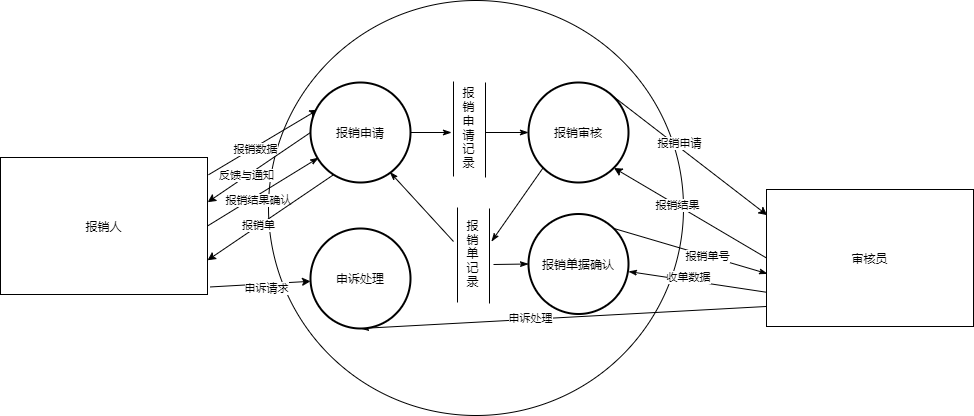 报销人
报销数据
反馈与通知
报销结果确认
报销单
申诉请求
报销申请
申诉处理
报销申请记录
报销单记录
报销审核
报销单据确认
报销申请
报销结果
报销单号
收单数据
申诉处理
审核员